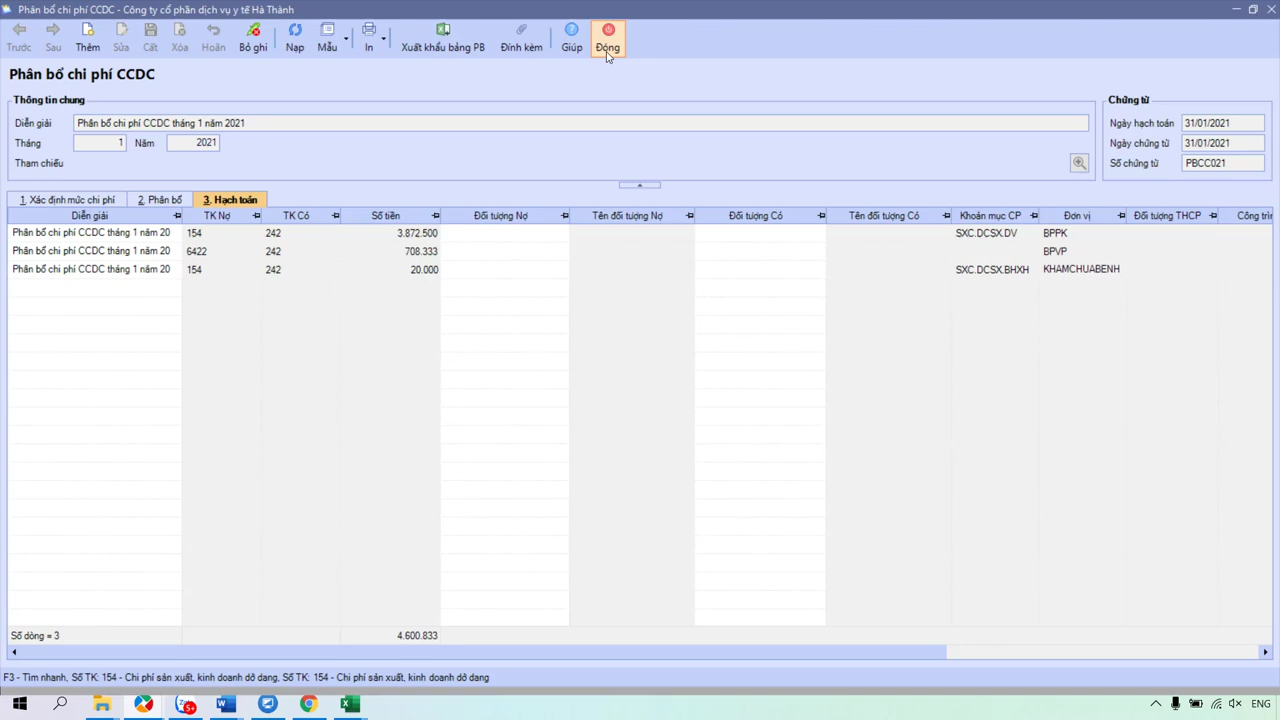 Phân bổ chi phí CCDC - Công ty cổ phần dịch vụ y tế Hà Thành
Trước Sau Thêm Sửa Cất Xóa Hoãn Bỏ ghi Nạp Mẫu In Xuất khẩu bảng PB Đính kèm Giúp Đóng
Phân bổ chi phí CCDC
Thông tin chung Chứng từ
Diễn giải Phân bổ chi phí CCDC tháng 1 năm 2021 Ngày hạch toán 31/01/2021
Tháng 1 Năm 2021 Ngày chứng từ 31/01/2021
Tham chiếu Số chứng từ PBCC021
1. Xác định mức chi phí 2. Phân bổ 3. Hạch toán
Diễn giải TK Nợ TK Có Số tiền Đối tượng Nợ Tên đối tượng Nợ Đối tượng Có Tên đối tượng Có Khoản mục CP Đơn vị Đối tượng THCP Công trìn
Phân bổ chi phí CCDC tháng 1 năm 20 154 242 3.872.500 SXC.DCSX.DV BPPK
Phân bổ chi phí CCDC tháng 1 năm 20 6422 242 708.333 BPVP
Phân bổ chi phí CCDC tháng 1 năm 20 154 242 20.000 SXC.DCSX.BHXH KHAMCHUABENH
Số dòng = 3 4.600.833
F3 - Tìm nhanh, Số TK: 154 - Chi phí sản xuất, kinh doanh dở dang, Số TK: 154 - Chi phí sản xuất, kinh doanh dở dang
5+ ENG